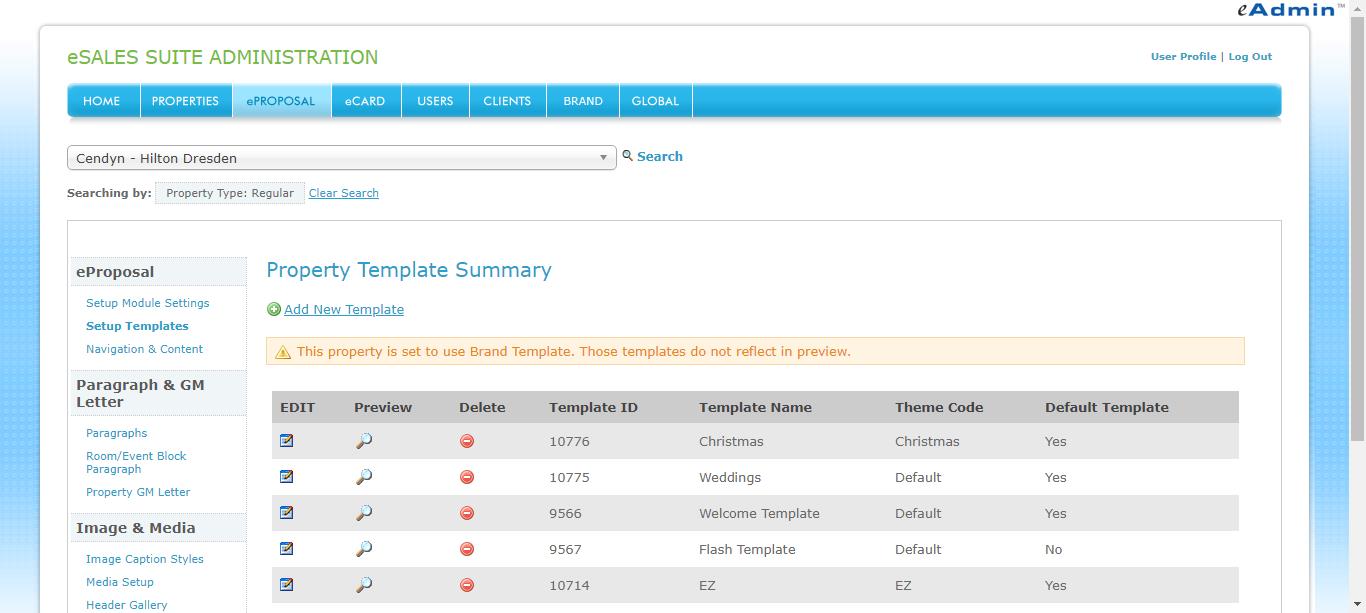 eAdmin™
eSALES SUITE ADMINISTRATION
User Profile | Log Out
HOME PROPERTIES ePROPOSAL eCARD USERS CLIENTS BRAND GLOBAL
Cendyn - Hilton Dresden
Search
Searching by: Property Type: Regular Clear Search
eProposal
Setup Module Settings
Setup Templates
Navigation & Content
Paragraph & GM
Letter
Paragraphs
Room/Event Block
Paragraph
Property GM Letter
Image & Media
Image Caption Styles
Media Setup
Header Gallery
Property Template Summary
Add New Template
This property is set to use Brand Template. Those templates do not reflect in preview.
EDIT Preview Delete Template ID Template Name Theme Code Default Template
10776 Christmas Christmas Yes
10775 Weddings Default Yes
9566 Welcome Template Default Yes
9567 Flash Template Default No
10714 EZ EZ Yes